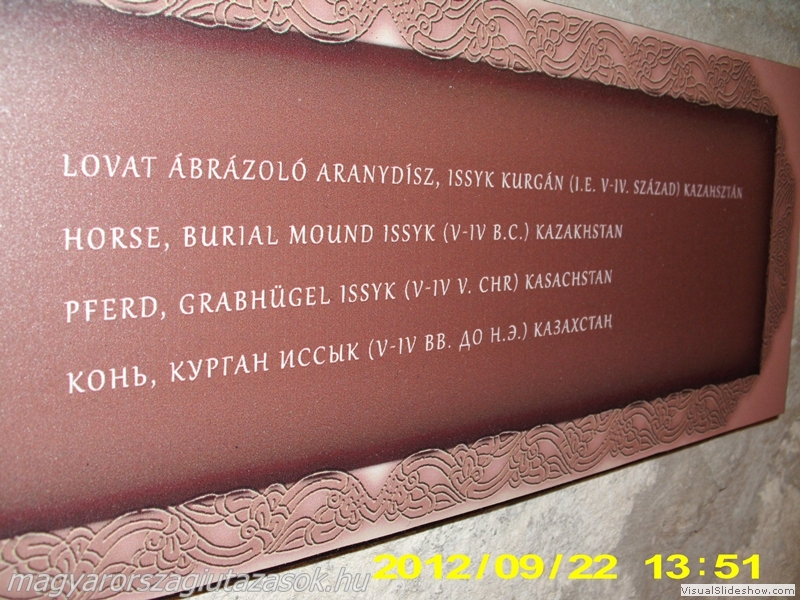 LOVAT ÁBRÁZOLÓ ARANYDÍSZ, ISSYK KURGÁN (I.E. V-IV. SZÁZAD) KAZAHSZTÁN
HORSE, BURIAL MOUND ISSYK (V-IV B.C.) KAZAKHSTAN
PFERD, GRABHÜGEL ISSYK (V-IV V. CHR) KASACHSTAN
КОНЬ, КУРГАН ИССЫК (V-IV ВВ. ДО Н.Э.) КАЗАХСТАН
magyarorszagiutazasok.hu
2012/09/22 13:51
VisualSlideshow.com